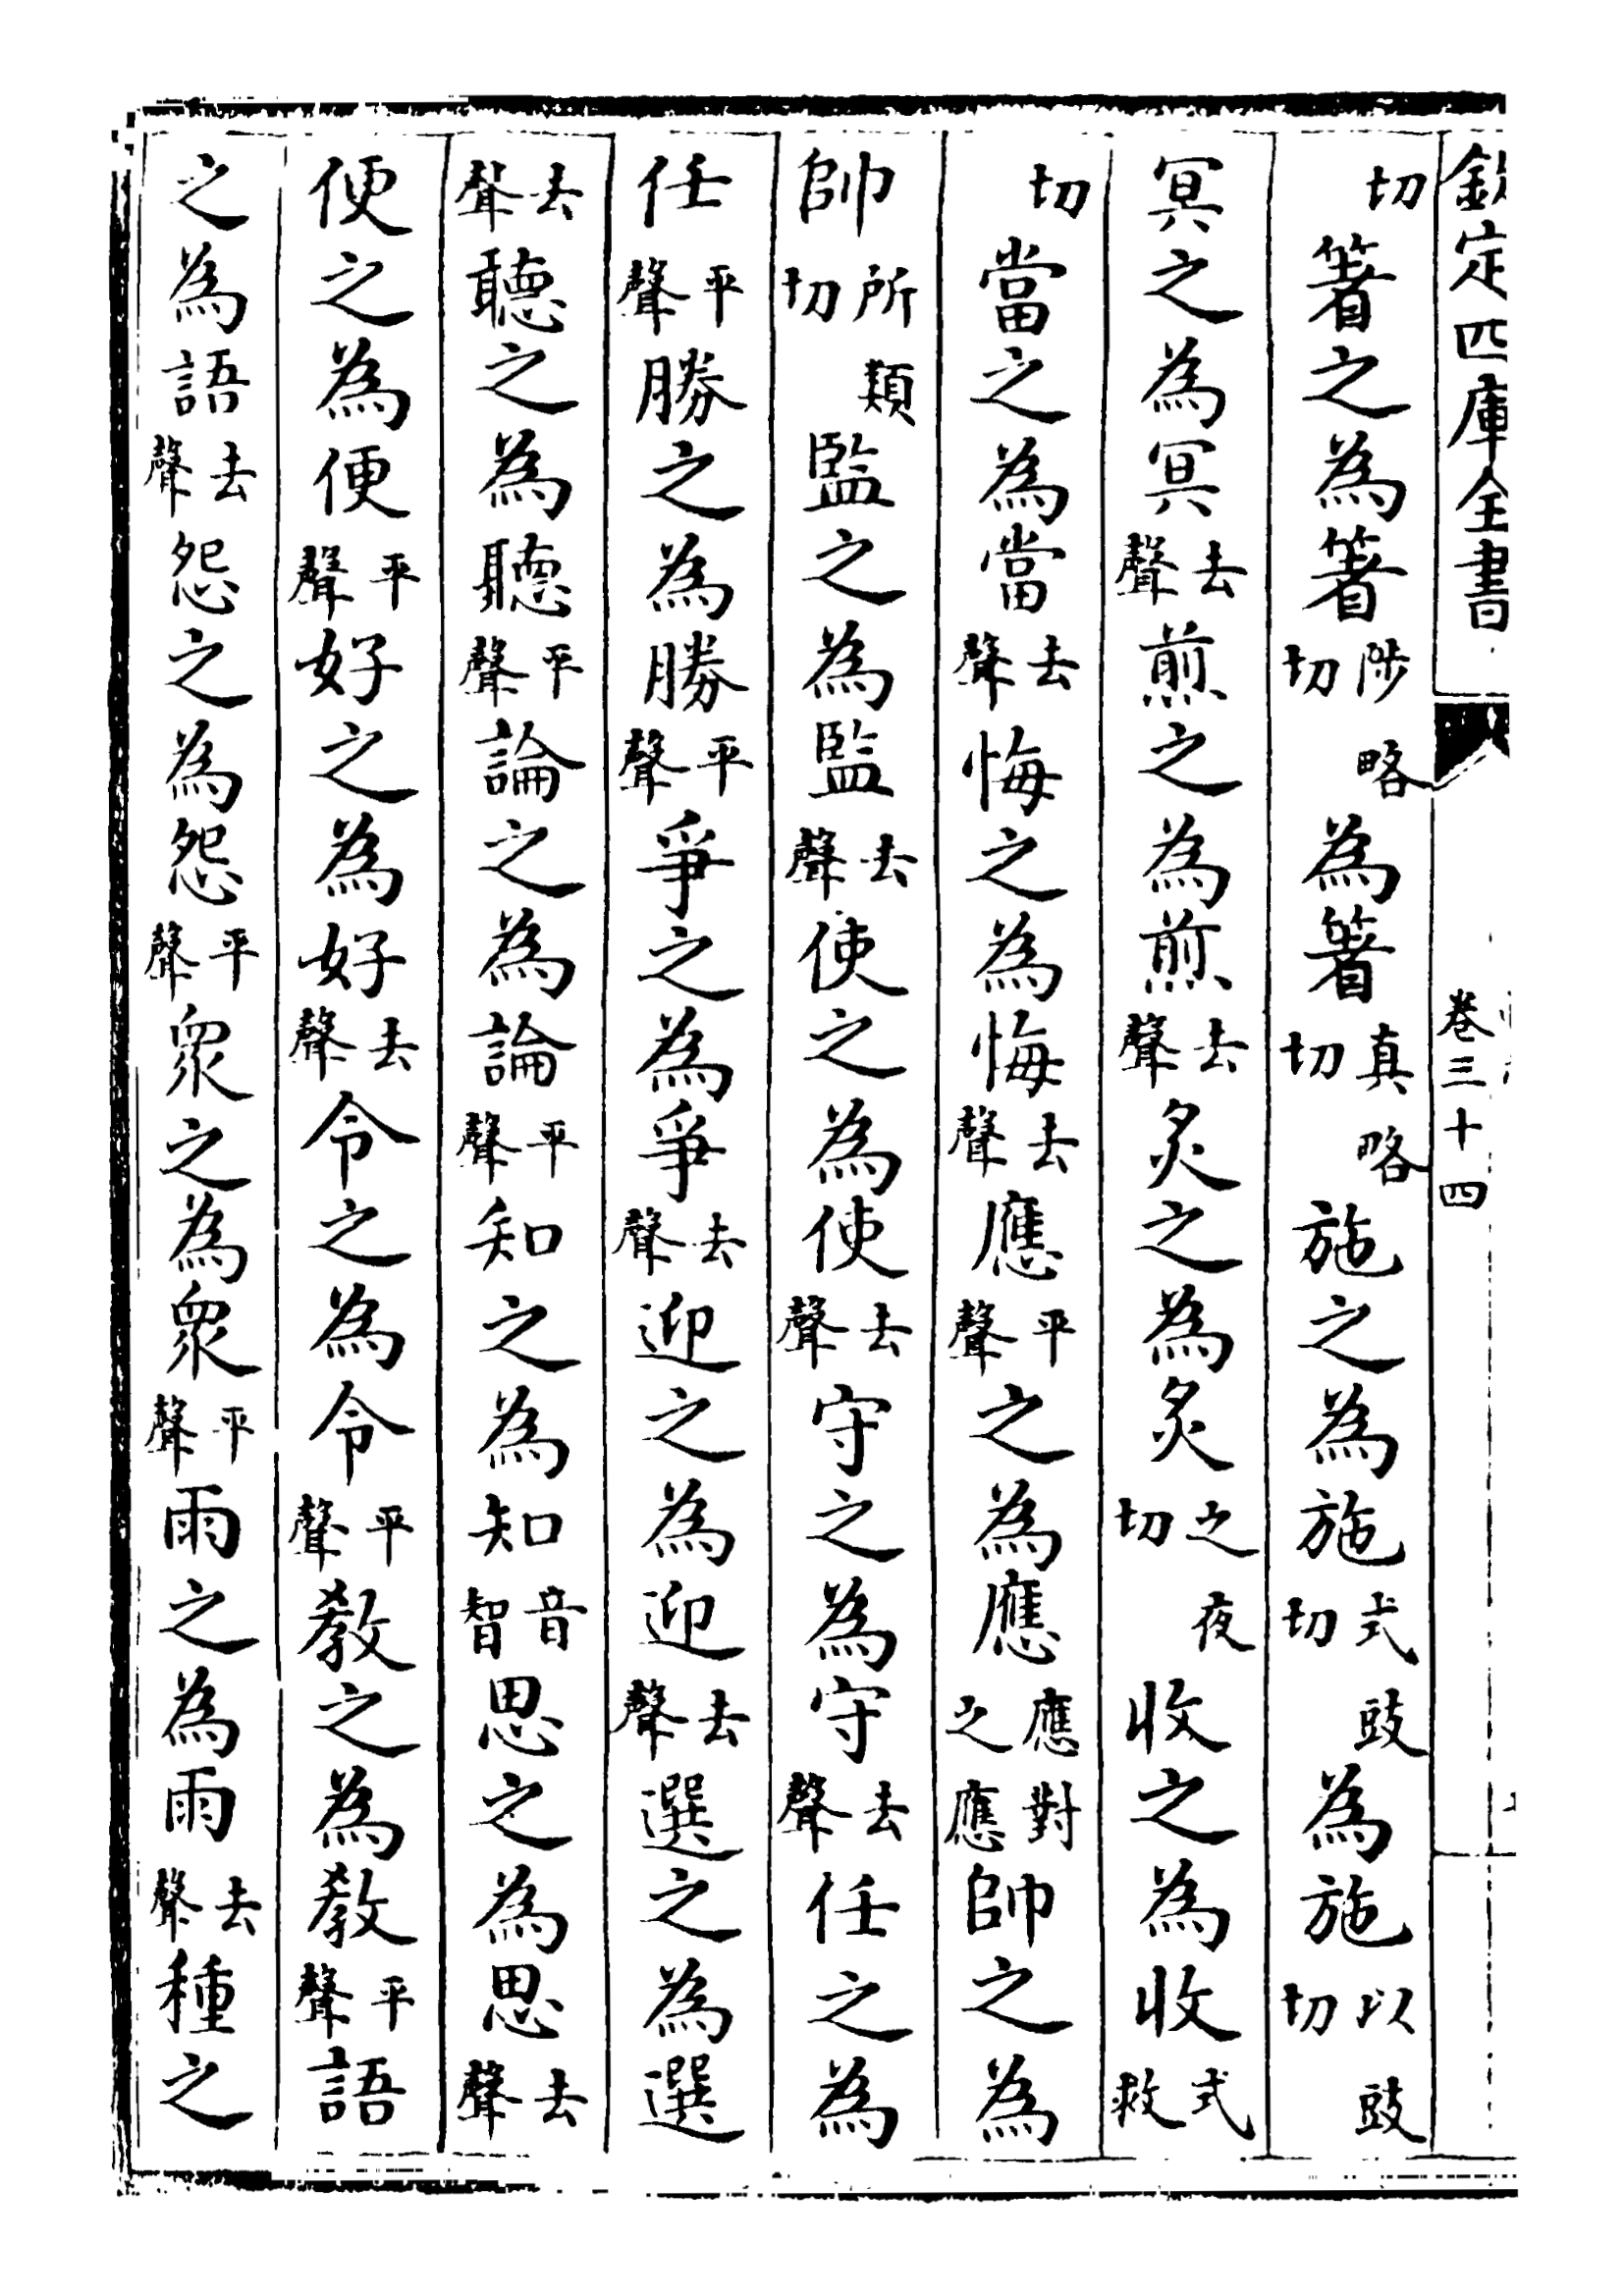 欽定四庫全書
卷三十四
切箸之為箸陟略切為箸真略切施之為施式豉切為施以豉切
冥之為冥去聲煎之為煎去聲炙之為炙之夜切收之為收式救
切當之為當去聲悔之為悔去聲應平聲之為應應對之應帥之為
帥所類切監之為監去聲使之為使去聲守之為守去聲任之為
任平聲勝之為勝平聲爭之為爭去聲迎之為迎去聲選之為選
去聲聽之為聽平聲論之為論平聲知之為知音智思之為思去聲
便之為便平聲好之為好去聲令之為令平聲教之為教平聲語
之為語去聲怨之為怨平聲眾之為眾平聲雨之為雨去聲種之